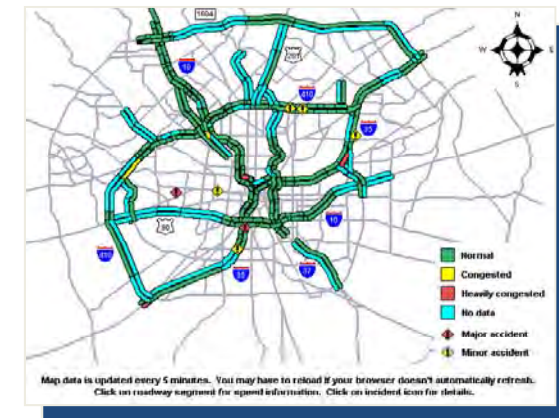 1604
N
W E
S
281
10
410
35
90
10
410
35
37
Normal
Congested
Heavily congested
No data
Major accident
Minor accident
Map data is updated every 5 minutes. You may have to reload if your browser doesn't automatically refresh.
Click on roadway segment for speed information. Click on incident icon for details.